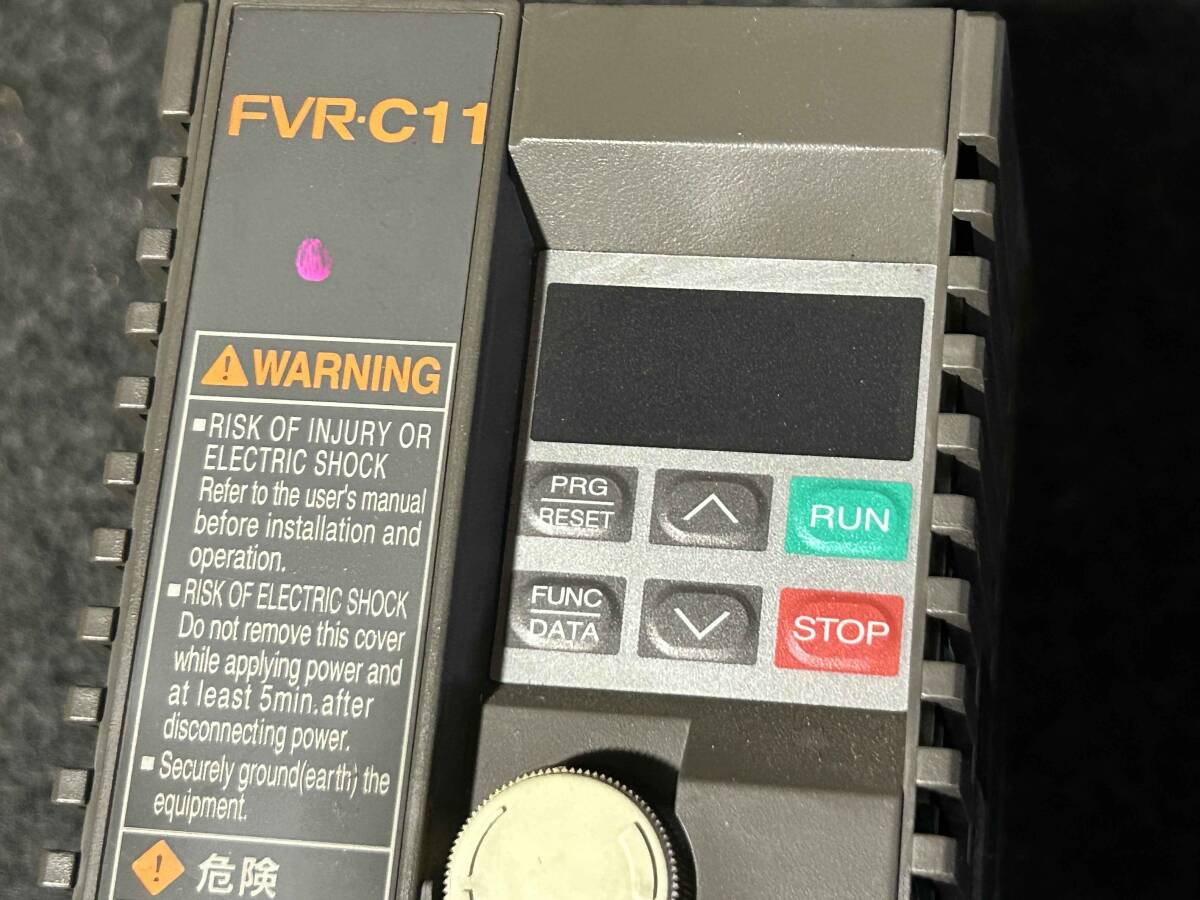 FVR·C11
⚠WARNING
■RISK OF INJURY OR
ELECTRIC SHOCK
Refer to the user's manual
before installation and
operation.
■RISK OF ELECTRIC SHOCK
Do not remove this cover
while applying power and
at least 5min.after
disconnecting power.
■Securely ground(earth) the
equipment.
危険
PRG
RESET
RUN
FUNC
DATA
STOP